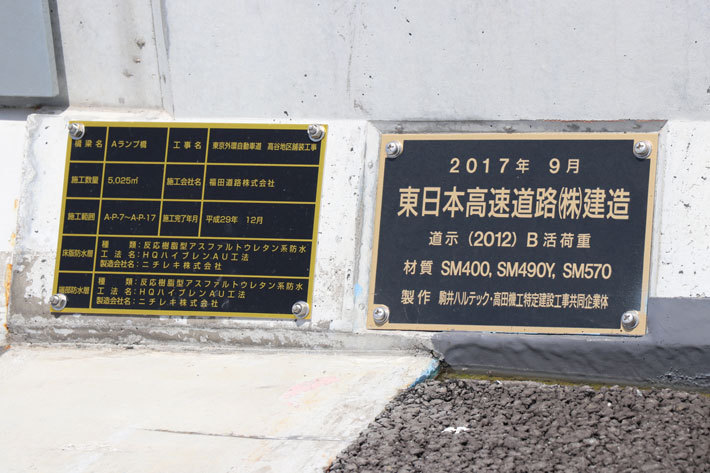 橋梁名 Aランプ橋 工事名 東京外環自動車道 高谷地区舗装工事
施工数量 5,025㎡ 施工会社名 福田道路株式会社
施工範囲 A-P-7~A-P-17 施工完了年月 平成29年 12月
床版防水層
種 類:反応樹脂型アスファルトウレタン系防水
工 法 名:HQハイブレンAU工法
製造会社名:ニチレキ株式会社
端部防水層
種 類:反応樹脂型アスファルトウレタン系防水
工 法 名:HQハイブレンAU工法
製造会社名:ニチレキ株式会社
2017年 9月
東日本高速道路㈱建造
道示(2012)B活荷重
材質 SM400, SM490Y, SM570
製作 駒井ハルテック・高田機工特定建設工事共同企業体